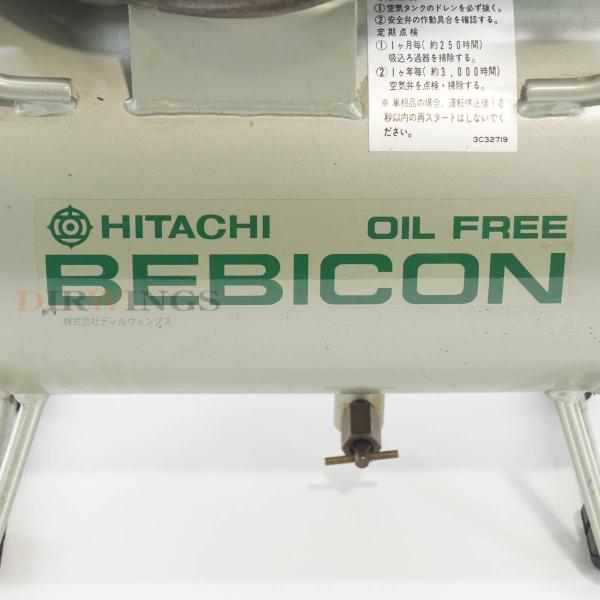 ①空気タンクのドレンを必ず抜く。
②安全弁の作動具合を確認する。
定期点検
①1ヶ月毎(約250時間)
吸込ろ過器を掃除する。
②1ヶ年毎(約3,000時間)
空気弁を点検・掃除する。
※単相品の場合、運転停止後10
秒以内の再スタートはしないでく
ださい。
3C32719
HITACHI OIL FREE
BEBICON
DIRWINGS
株式会社ディルウィングス